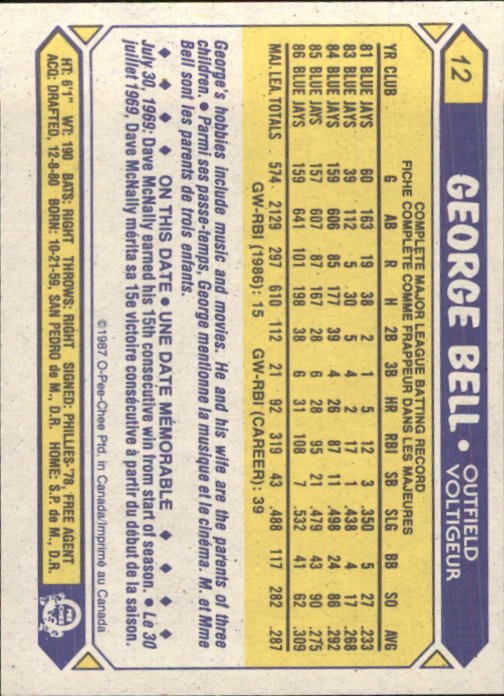 12
GEORGE BELL • OUTFIELD VOLTIGEUR
COMPLETE MAJOR LEAGUE BATTING RECORD
FICHE COMPLÈTE COMME FRAPPEUR DANS LES MAJEURES
YR CLUB G AB R H 2B 3B HR RBI SB SLG BB SO AVG
81 BLUE JAYS 60 163 19 38 2 1 5 12 3 .350 5 27 .233
83 BLUE JAYS 39 112 5 30 5 4 2 17 1 .438 4 17 .268
84 BLUE JAYS 159 606 85 177 39 4 26 87 11 .498 24 86 .292
85 BLUE JAYS 157 607 87 167 28 6 28 95 21 .479 43 90 .275
86 BLUE JAYS 159 641 101 198 38 6 31 108 7 .532 41 62 .309
MAJ. LEA. TOTALS 574 2129 297 610 112 21 92 319 43 .488 117 282 .287
GW-RBI (1986): 15 GW-RBI (CAREER): 39
George's hobbies include music and movies. He and his wife are the parents of three
children. • Parmi ses passe-temps, George mentionne la musique et le cinéma. M. et Mme
Bell sont les parents de trois enfants.
♦ ♦ ♦ ♦ ON THIS DATE • UNE DATE MÉMORABLE ♦ ♦ ♦ ♦
July 30, 1969: Dave McNally earned his 15th consecutive win from start of season. • Le 30
juillet 1969, Dave McNally mérita sa 15e victoire consécutive à partir du début de la saison.
©1987 O-Pee-Chee Ptd. in Canada/Imprimé au Canada
HT: 6'1" WT: 190 BATS: RIGHT THROWS: RIGHT SIGNED: PHILLIES-'78, FREE AGENT
ACQ: DRAFTED, 12-8-80 BORN: 10-21-59, SAN PEDRO de M., D.R. HOME: S.P. de M., D.R.
O-PEE-CHEE